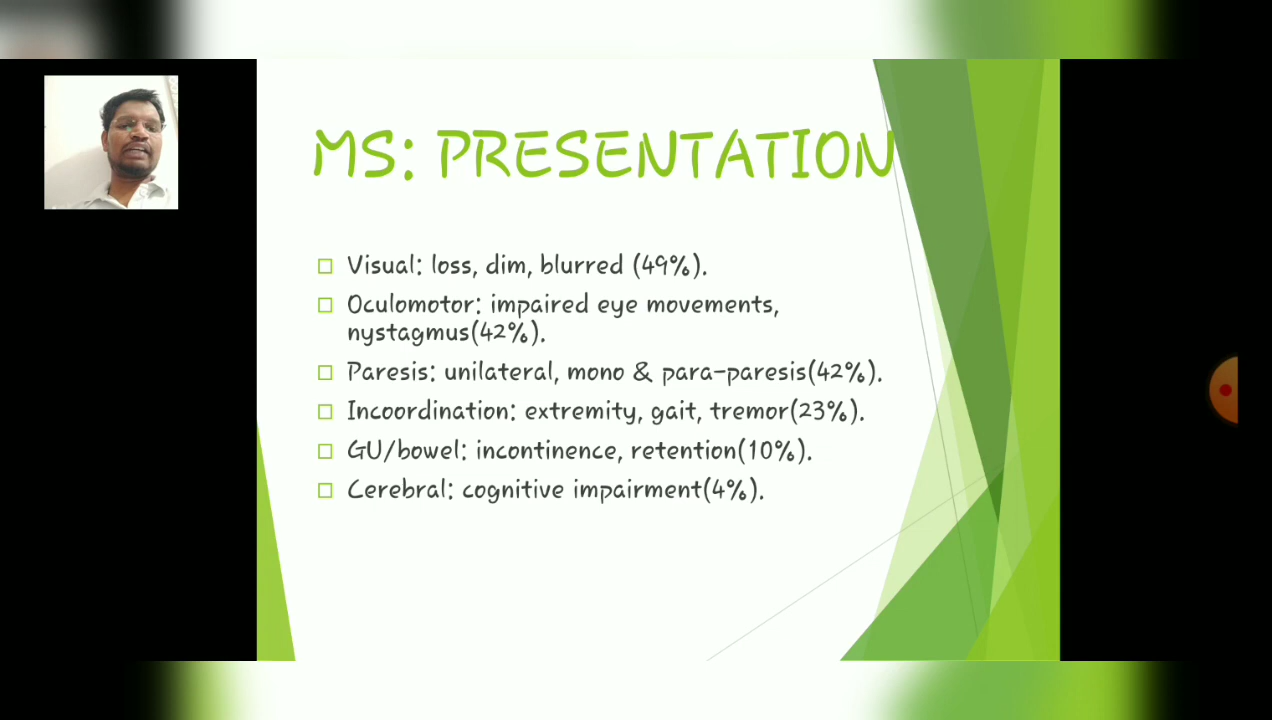 MS: PRESENTATION
Visual: loss, dim, blurred (49%).
Oculomotor: impaired eye movements,
nystagmus(42%).
Paresis: unilateral, mono & para-paresis(42%).
Incoordination: extremity, gait, tremor(23%).
GU/bowel: incontinence, retention(10%).
Cerebral: cognitive impairment(4%).